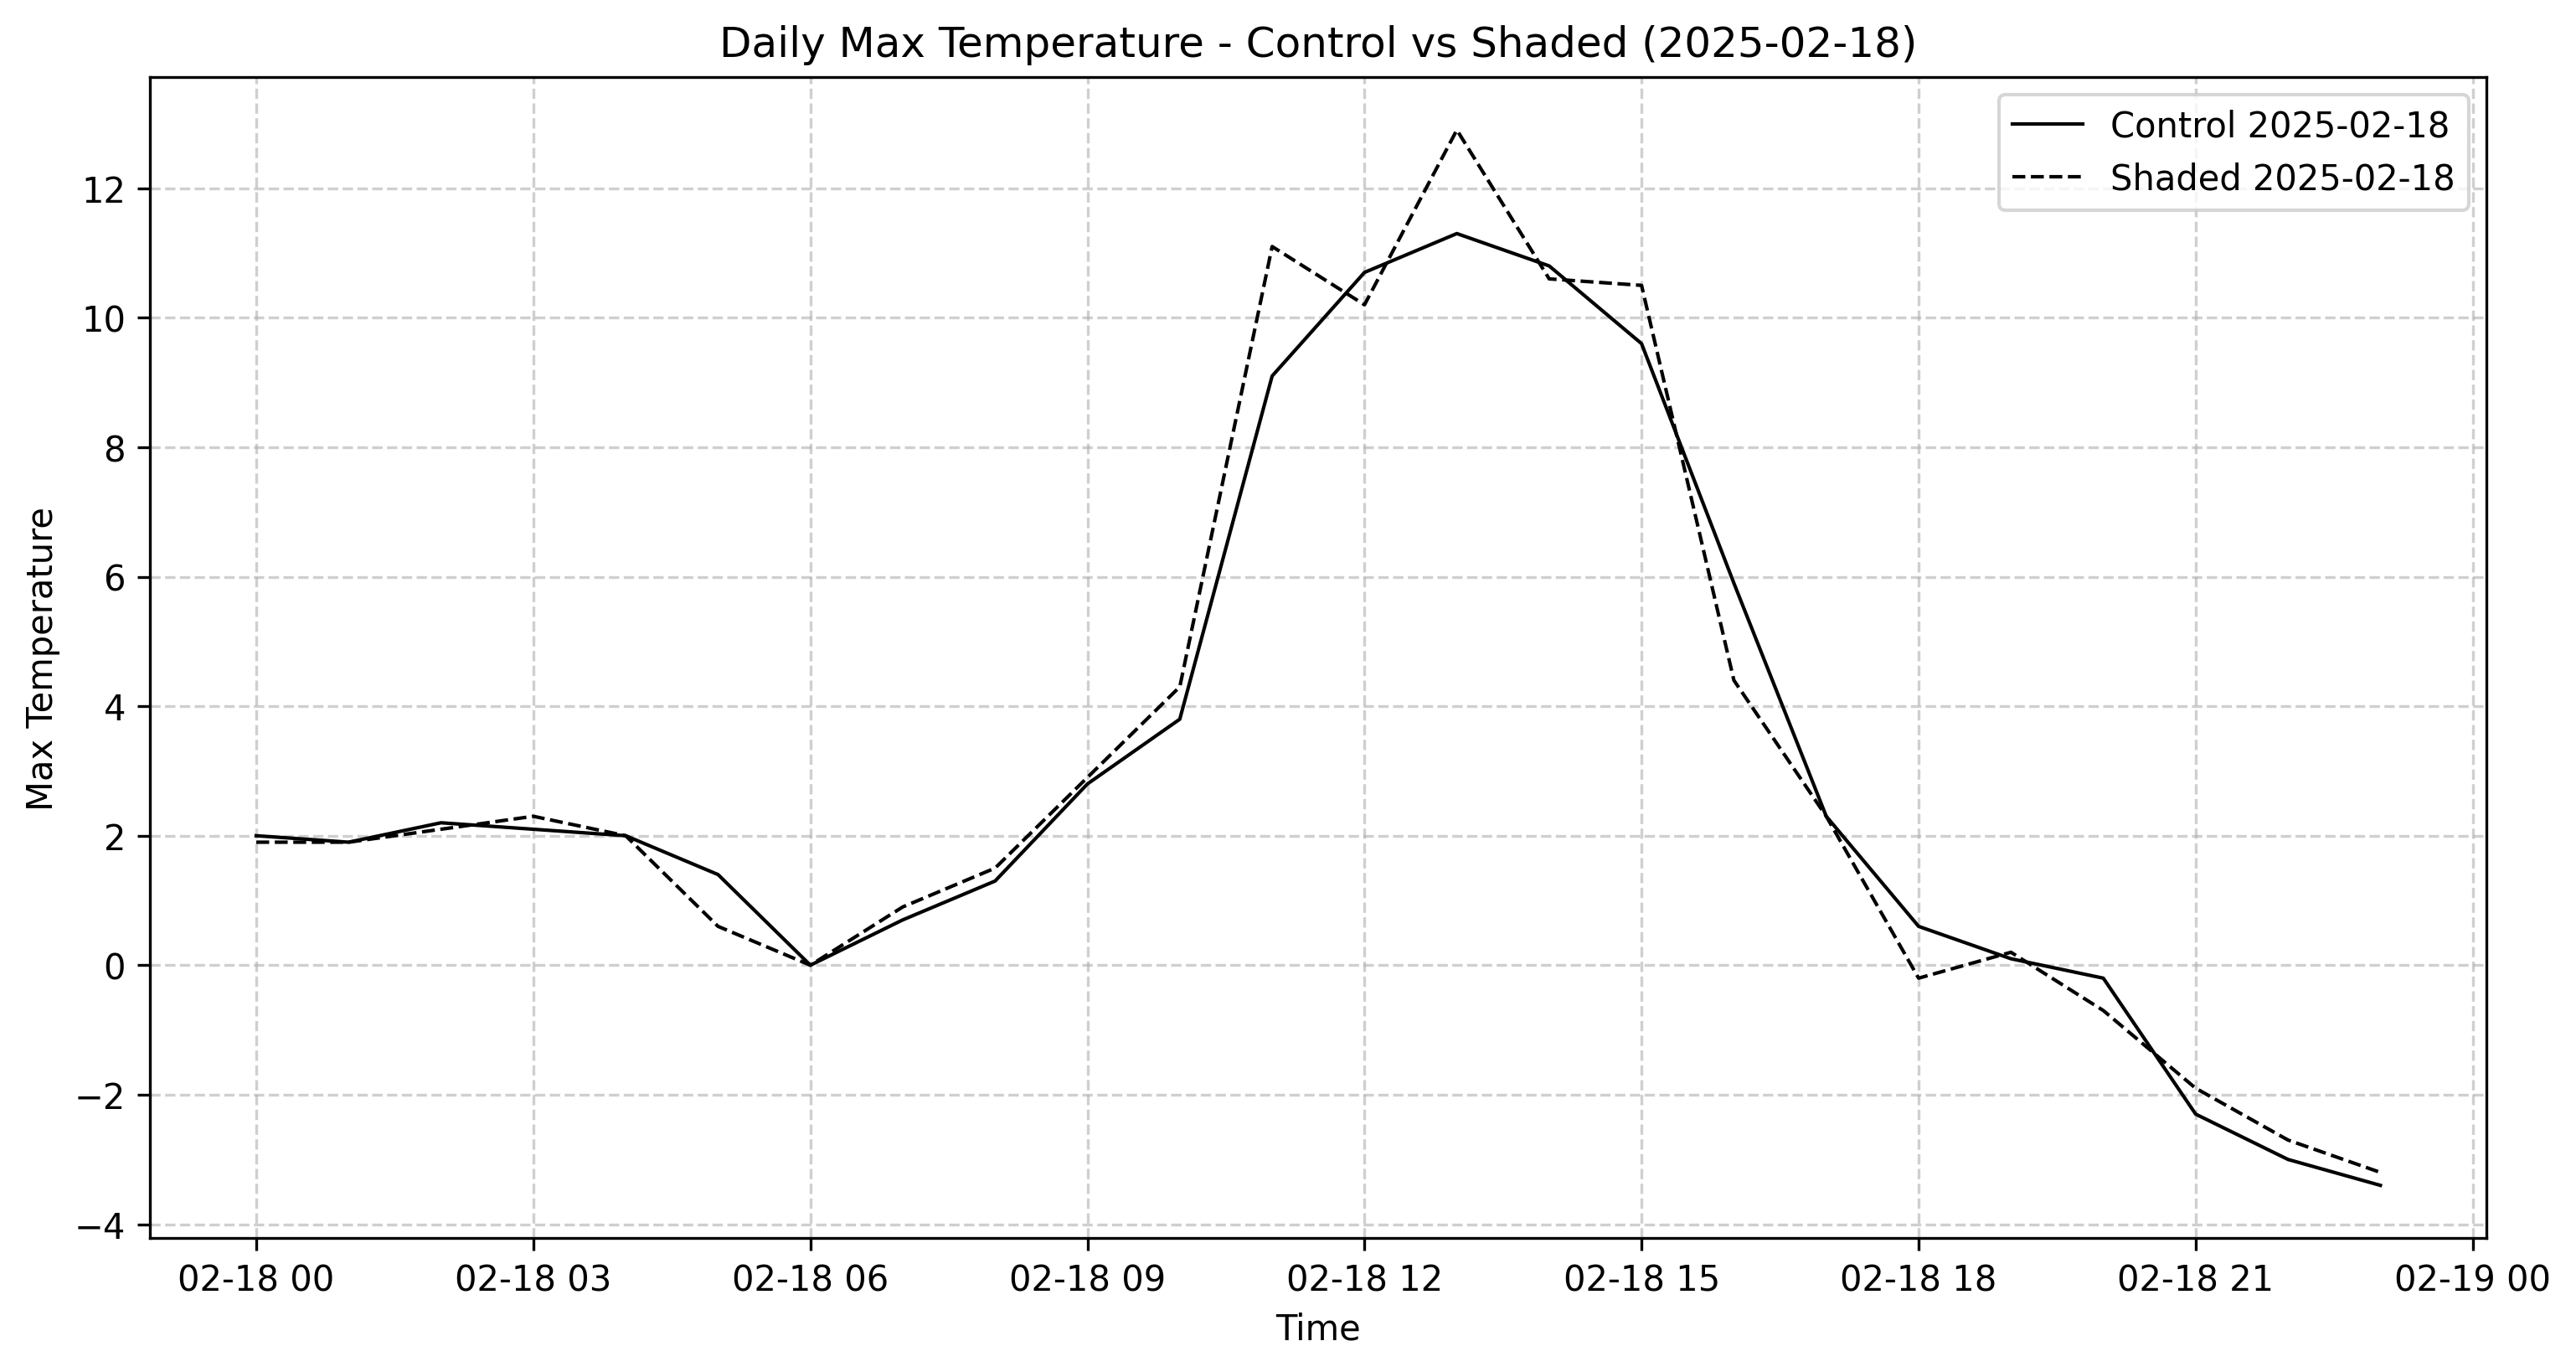 Daily Max Temperature - Control vs Shaded (2025-02-18)
Control 2025-02-18
Shaded 2025-02-18
Max Temperature
12
10
8
6
4
2
0
−2
−4
02-18 00 02-18 03 02-18 06 02-18 09 02-18 12 02-18 15 02-18 18 02-18 21 02-19 00
Time